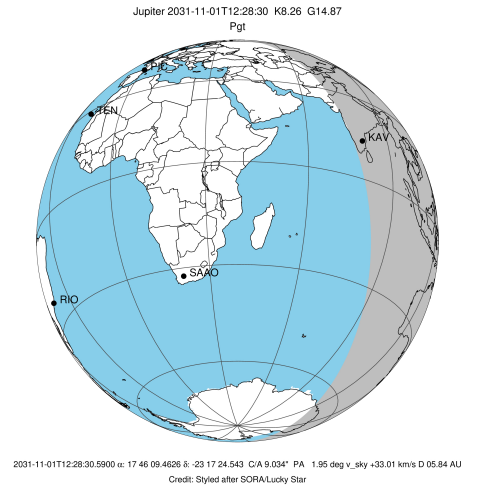 Jupiter 2031-11-01T12:28:30 K8.26 G14.87
Pgt
PIC
TEN
KAV
SAAO
RIO
2031-11-01T12:28:30.5900 α: 17 46 09.4626 δ: -23 17 24.543 C/A 9.034" PA 1.95 deg v_sky +33.01 km/s D 05.84 AU
Credit: Styled after SORA/Lucky Star